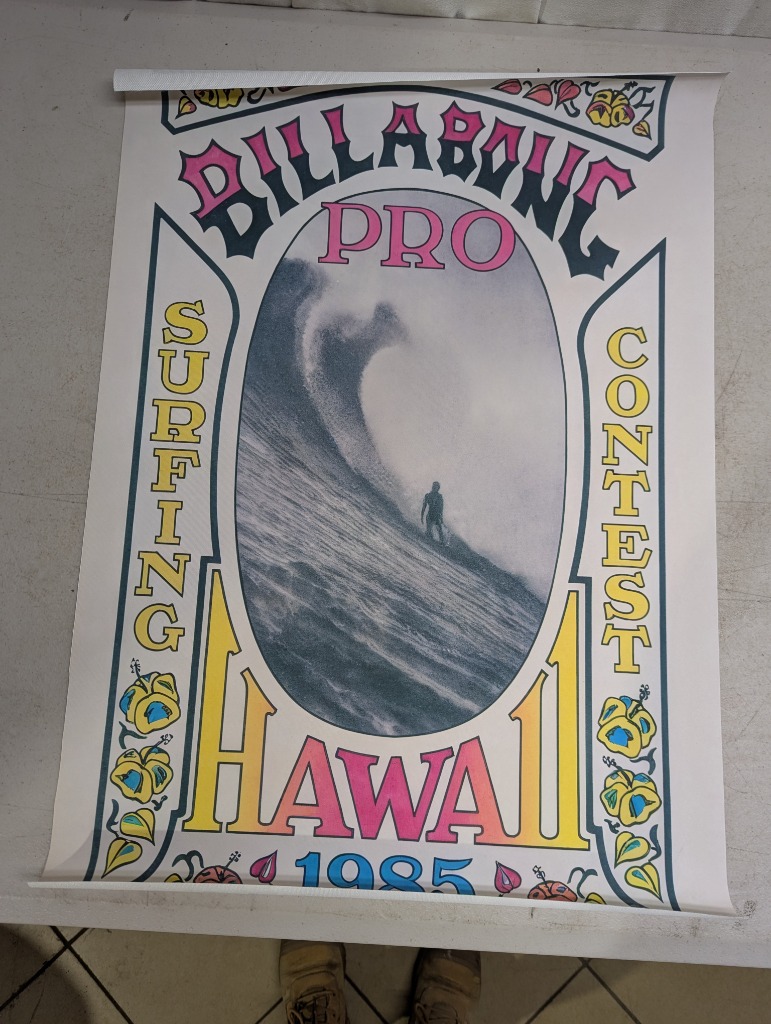 BILLABONG
PRO
SURFING
CONTEST
HAWAII
1985